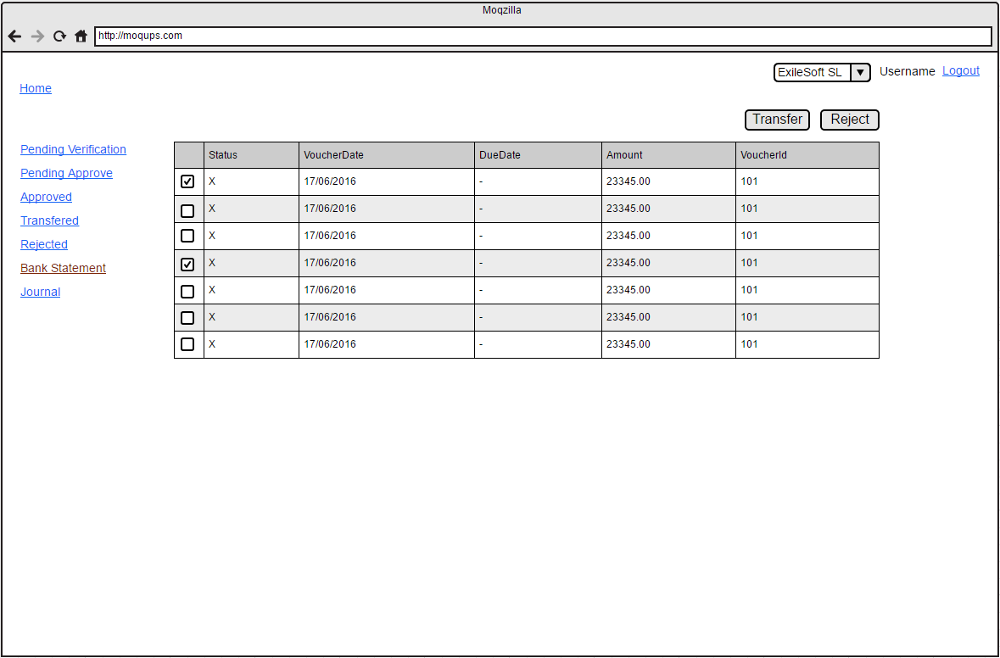 Moqzilla
http://moqups.com
ExileSoft SL ▼ Username Logout
Home
Transfer Reject
Pending Verification
Pending Approve
Approved
Transfered
Rejected
Bank Statement
Journal
Status VoucherDate DueDate Amount VoucherId
X 17/06/2016 - 23345.00 101
X 17/06/2016 - 23345.00 101
X 17/06/2016 - 23345.00 101
X 17/06/2016 - 23345.00 101
X 17/06/2016 - 23345.00 101
X 17/06/2016 - 23345.00 101
X 17/06/2016 - 23345.00 101